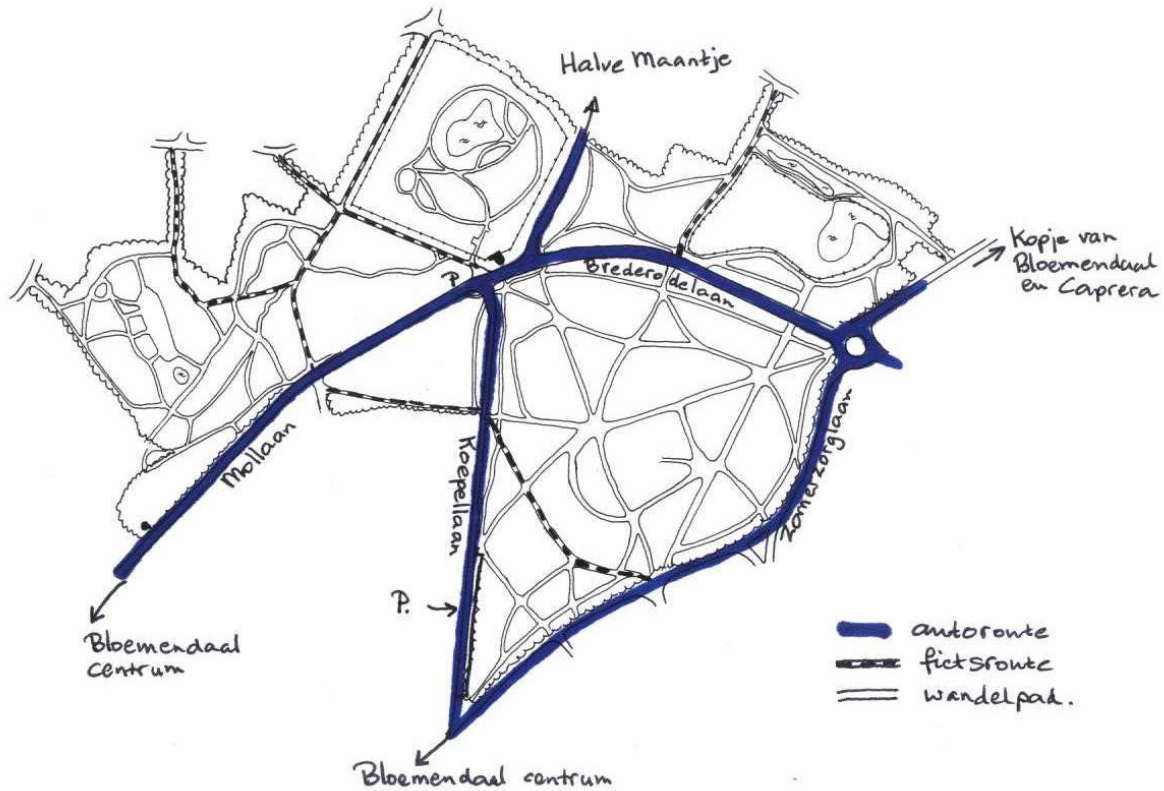 Halve Maantje
Kopje van
Bloemendaal
en Caprera
P.
Brederodelaan
Mollaan
Koepellaan
Zomerzorglaan
P.
Bloemendaal
centrum
autoroute
fietsroute
wandelpad.
Bloemendaal centrum